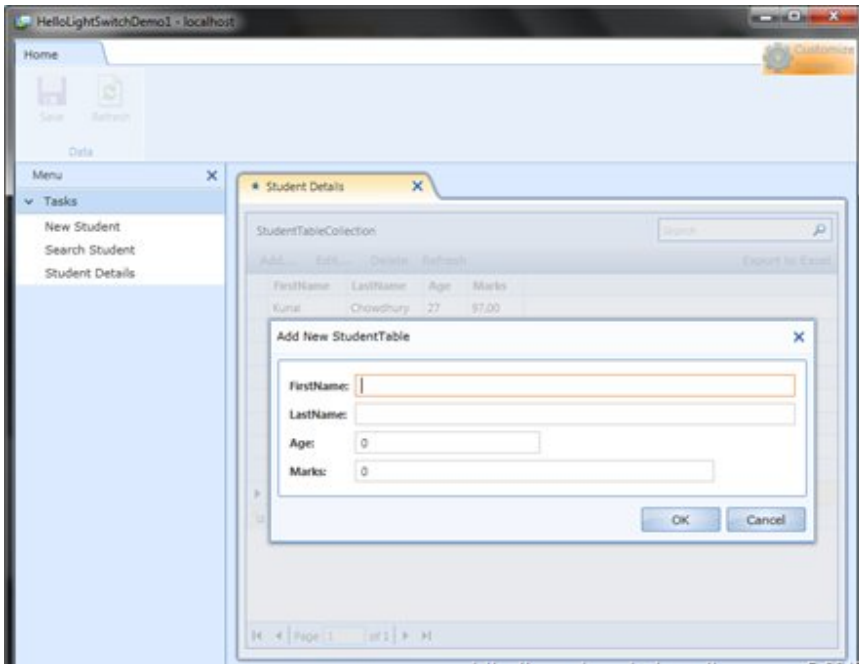 HelloLightSwitchDemo1 - localhost
Home
Customize
Save Refresh
Data
Menu
Tasks
New Student
Search Student
Student Details
Student Details
StudentTableCollection
Search
Add... Edit... Delete Refresh Export to Excel
FirstName LastName Age Marks
Kunal Chowdhury 27 97.00
Add New StudentTable
FirstName:
LastName:
Age: 0
Marks: 0
OK Cancel
Page 1 of 1